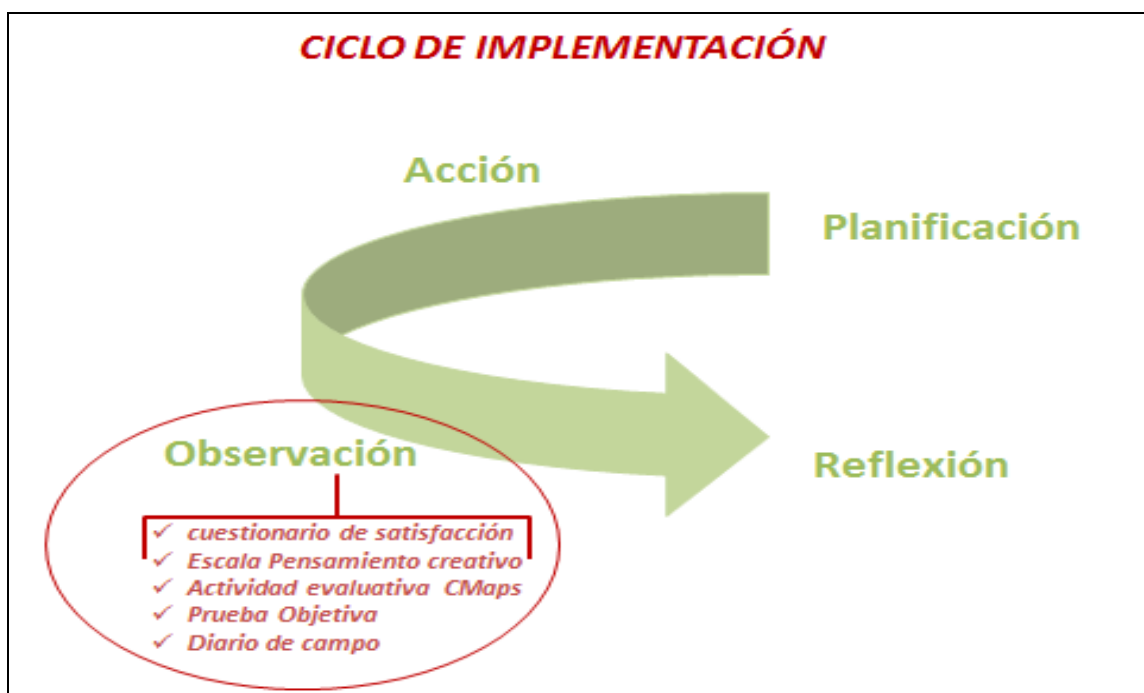 CICLO DE IMPLEMENTACIÓN
Acción
Planificación
Observación
Reflexión
cuestionario de satisfacción
Escala Pensamiento creativo
Actividad evaluativa CMaps
Prueba Objetiva
Diario de campo